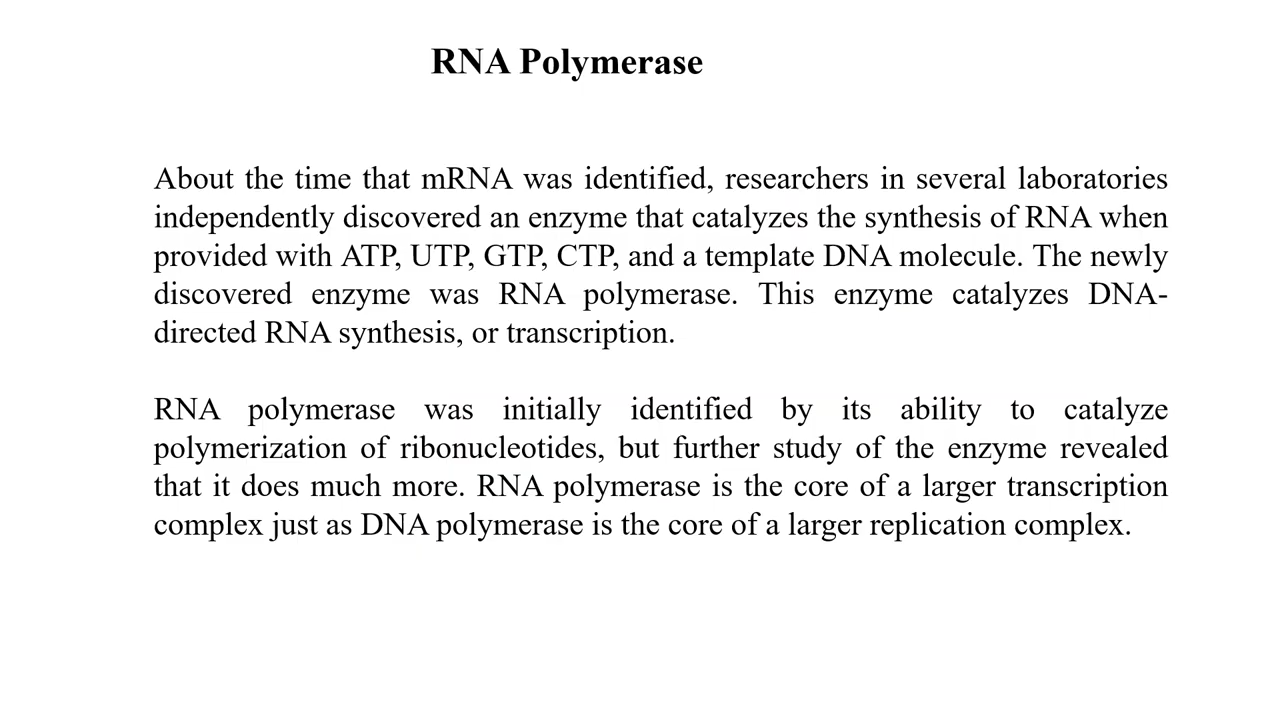 RNA Polymerase
About the time that mRNA was identified, researchers in several laboratories
independently discovered an enzyme that catalyzes the synthesis of RNA when
provided with ATP, UTP, GTP, CTP, and a template DNA molecule. The newly
discovered enzyme was RNA polymerase. This enzyme catalyzes DNA-
directed RNA synthesis, or transcription.
RNA polymerase was initially identified by its ability to catalyze
polymerization of ribonucleotides, but further study of the enzyme revealed
that it does much more. RNA polymerase is the core of a larger transcription
complex just as DNA polymerase is the core of a larger replication complex.